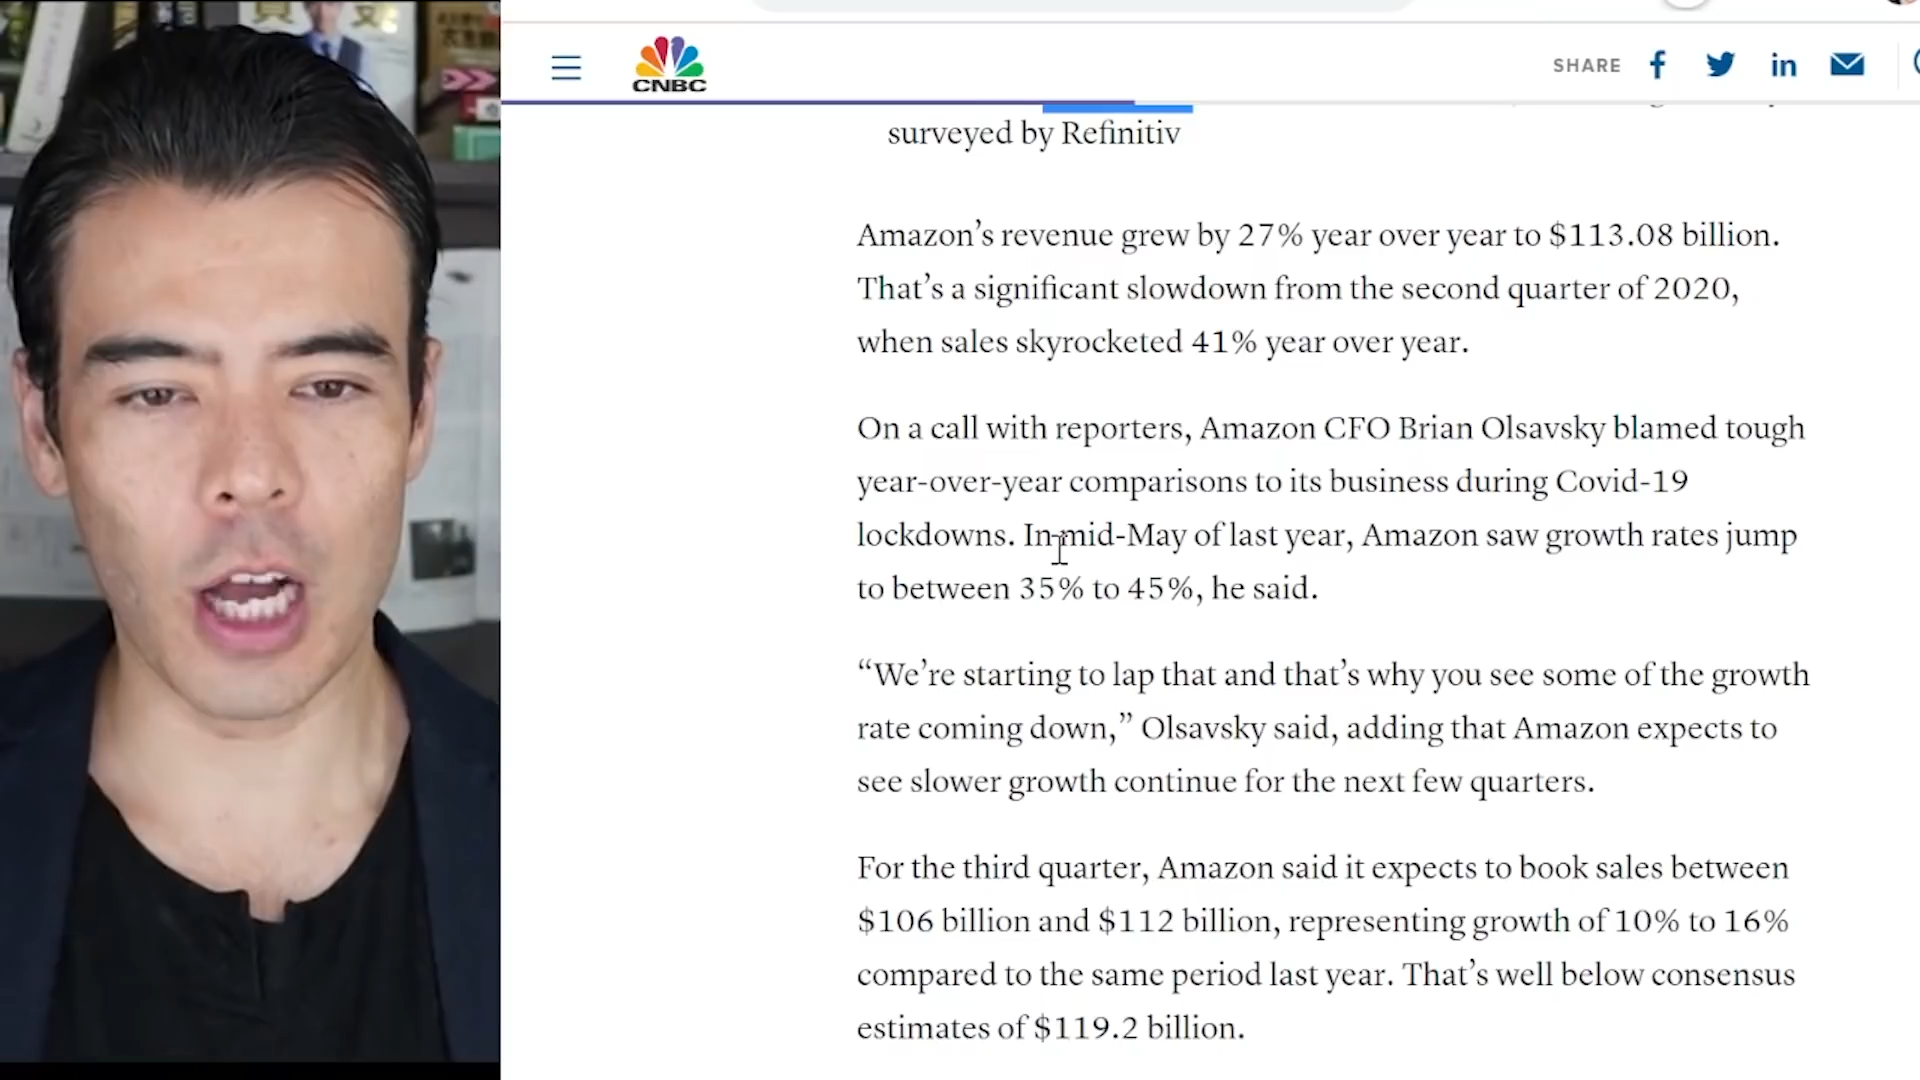 CNBC
SHARE
surveyed by Refinitiv
Amazon’s revenue grew by 27% year over year to $113.08 billion.
That’s a significant slowdown from the second quarter of 2020,
when sales skyrocketed 41% year over year.
On a call with reporters, Amazon CFO Brian Olsavsky blamed tough
year-over-year comparisons to its business during Covid-19
lockdowns. In mid-May of last year, Amazon saw growth rates jump
to between 35% to 45%, he said.
“We’re starting to lap that and that’s why you see some of the growth
rate coming down,” Olsavsky said, adding that Amazon expects to
see slower growth continue for the next few quarters.
For the third quarter, Amazon said it expects to book sales between
$106 billion and $112 billion, representing growth of 10% to 16%
compared to the same period last year. That’s well below consensus
estimates of $119.2 billion.